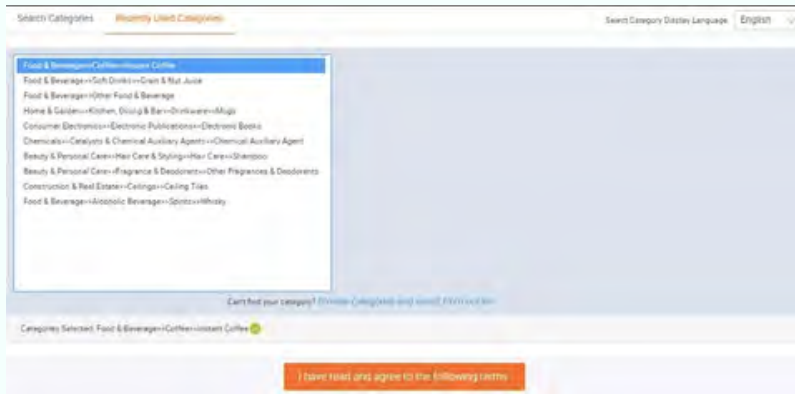 Search Categories Recently Used Categories Select Category Display Language English
Food & Beverage>>Coffee>>Instant Coffee
Food & Beverage>>Soft Drinks>>Grain & Nut Juice
Food & Beverage>>Other Food & Beverage
Home & Garden>>Kitchen, Dining & Bar>>Drinkware>>Mugs
Consumer Electronics>>Electronic Publications>>Electronic Books
Chemicals>>Catalysts & Chemical Auxiliary Agents>>Chemical Auxiliary Agent
Beauty & Personal Care>>Hair Care & Styling>>Hair Care>>Shampoo
Beauty & Personal Care>>Fragrance & Deodorent>>Other Fragrances & Deodorants
Construction & Real Estate>>Ceilings>>Ceiling Tiles
Food & Beverage>>Alcoholic Beverage>>Spirits>>Whisky
Can't find your category? Browse Categories and select
Categories Selected: Food & Beverage>>Coffee>>Instant Coffee
I have read and agree to the following terms